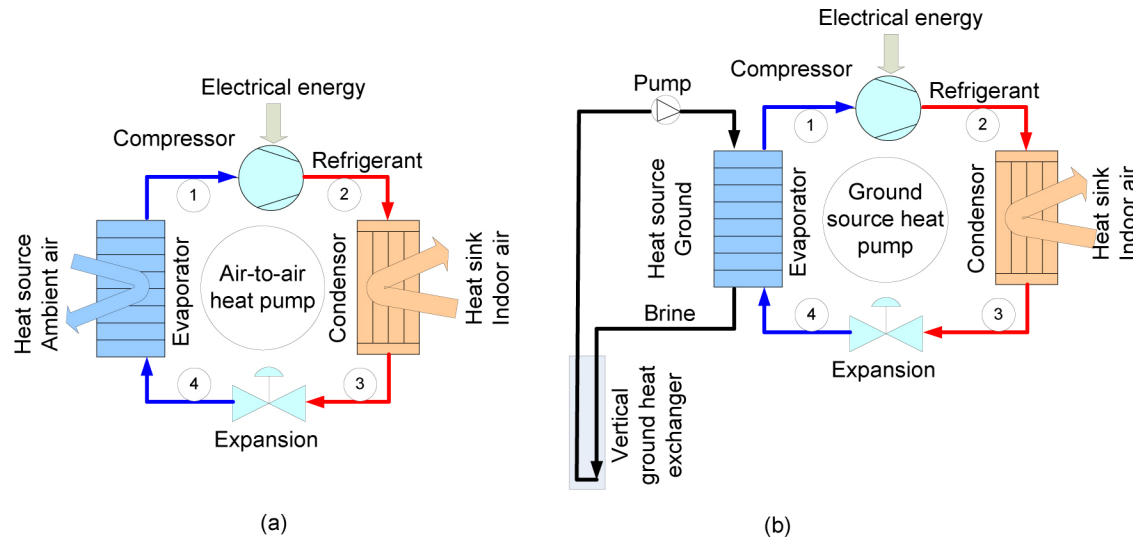 Electrical energy
Compressor
Refrigerant
1
2
Heat source
Ambient air
Evaporator
Air-to-air
heat pump
Condensor
Heat sink
Indoor air
4
3
Expansion
(a)
Electrical energy
Pump
Compressor
Refrigerant
1
2
Heat source
Ground
Evaporator
Ground
source heat
pump
Condensor
Heat sink
Indoor air
Brine
4
3
Expansion
Vertical
ground heat
exchanger
(b)